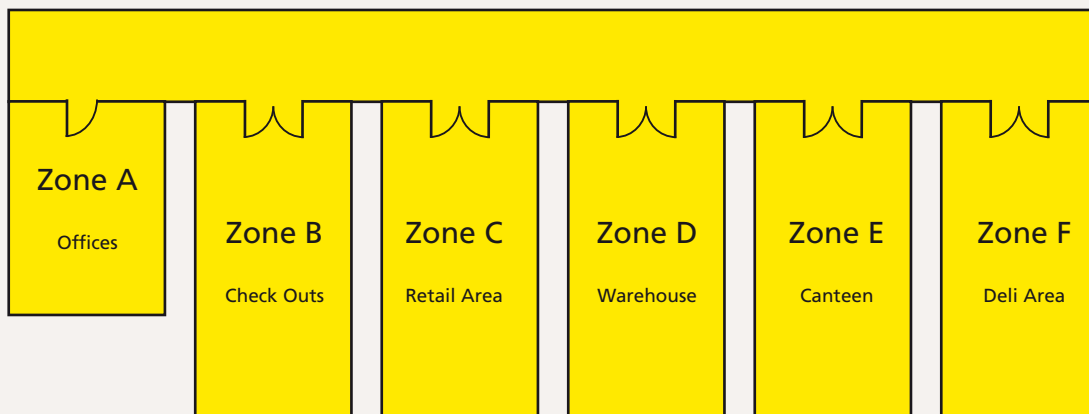 Zone A
Offices
Zone B
Check Outs
Zone C
Retail Area
Zone D
Warehouse
Zone E
Canteen
Zone F
Deli Area